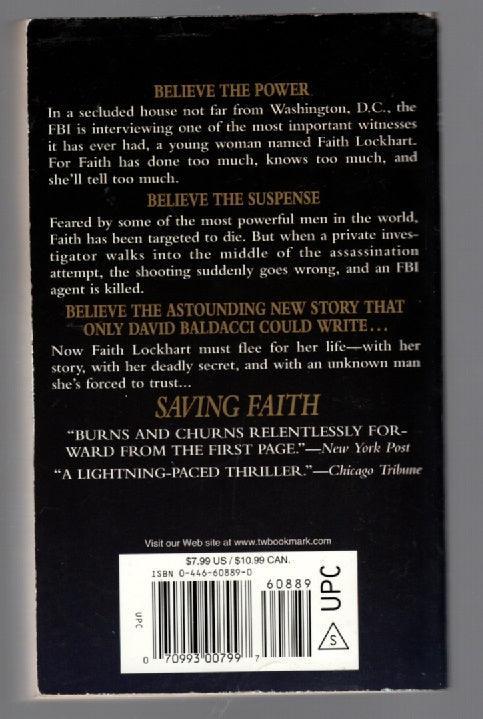 BELIEVE THE POWER
In a secluded house not far from Washington, D.C., the
FBI is interviewing one of the most important witnesses
it has ever had, a young woman named Faith Lockhart.
For Faith has done too much, knows too much, and
she'll tell too much.
BELIEVE THE SUSPENSE
Feared by some of the most powerful men in the world,
Faith has been targeted to die. But when a private inves-
tigator walks into the middle of the assassination
attempt, the shooting suddenly goes wrong, and an FBI
agent is killed.
BELIEVE THE ASTOUNDING NEW STORY THAT
ONLY DAVID BALDACCI COULD WRITE...
Now Faith Lockhart must flee for her life—with her
story, with her deadly secret, and with an unknown man
she's forced to trust...
SAVING FAITH
"BURNS AND CHURNS RELENTLESSLY FOR-
WARD FROM THE FIRST PAGE."—New York Post
"A LIGHTNING-PACED THRILLER."—Chicago Tribune
Visit our Web site at www.twbookmark.com
$7.99 US / $10.99 CAN.
ISBN 0-446-60889-0
60889
UPC
S UPC
0 70993 00799 7